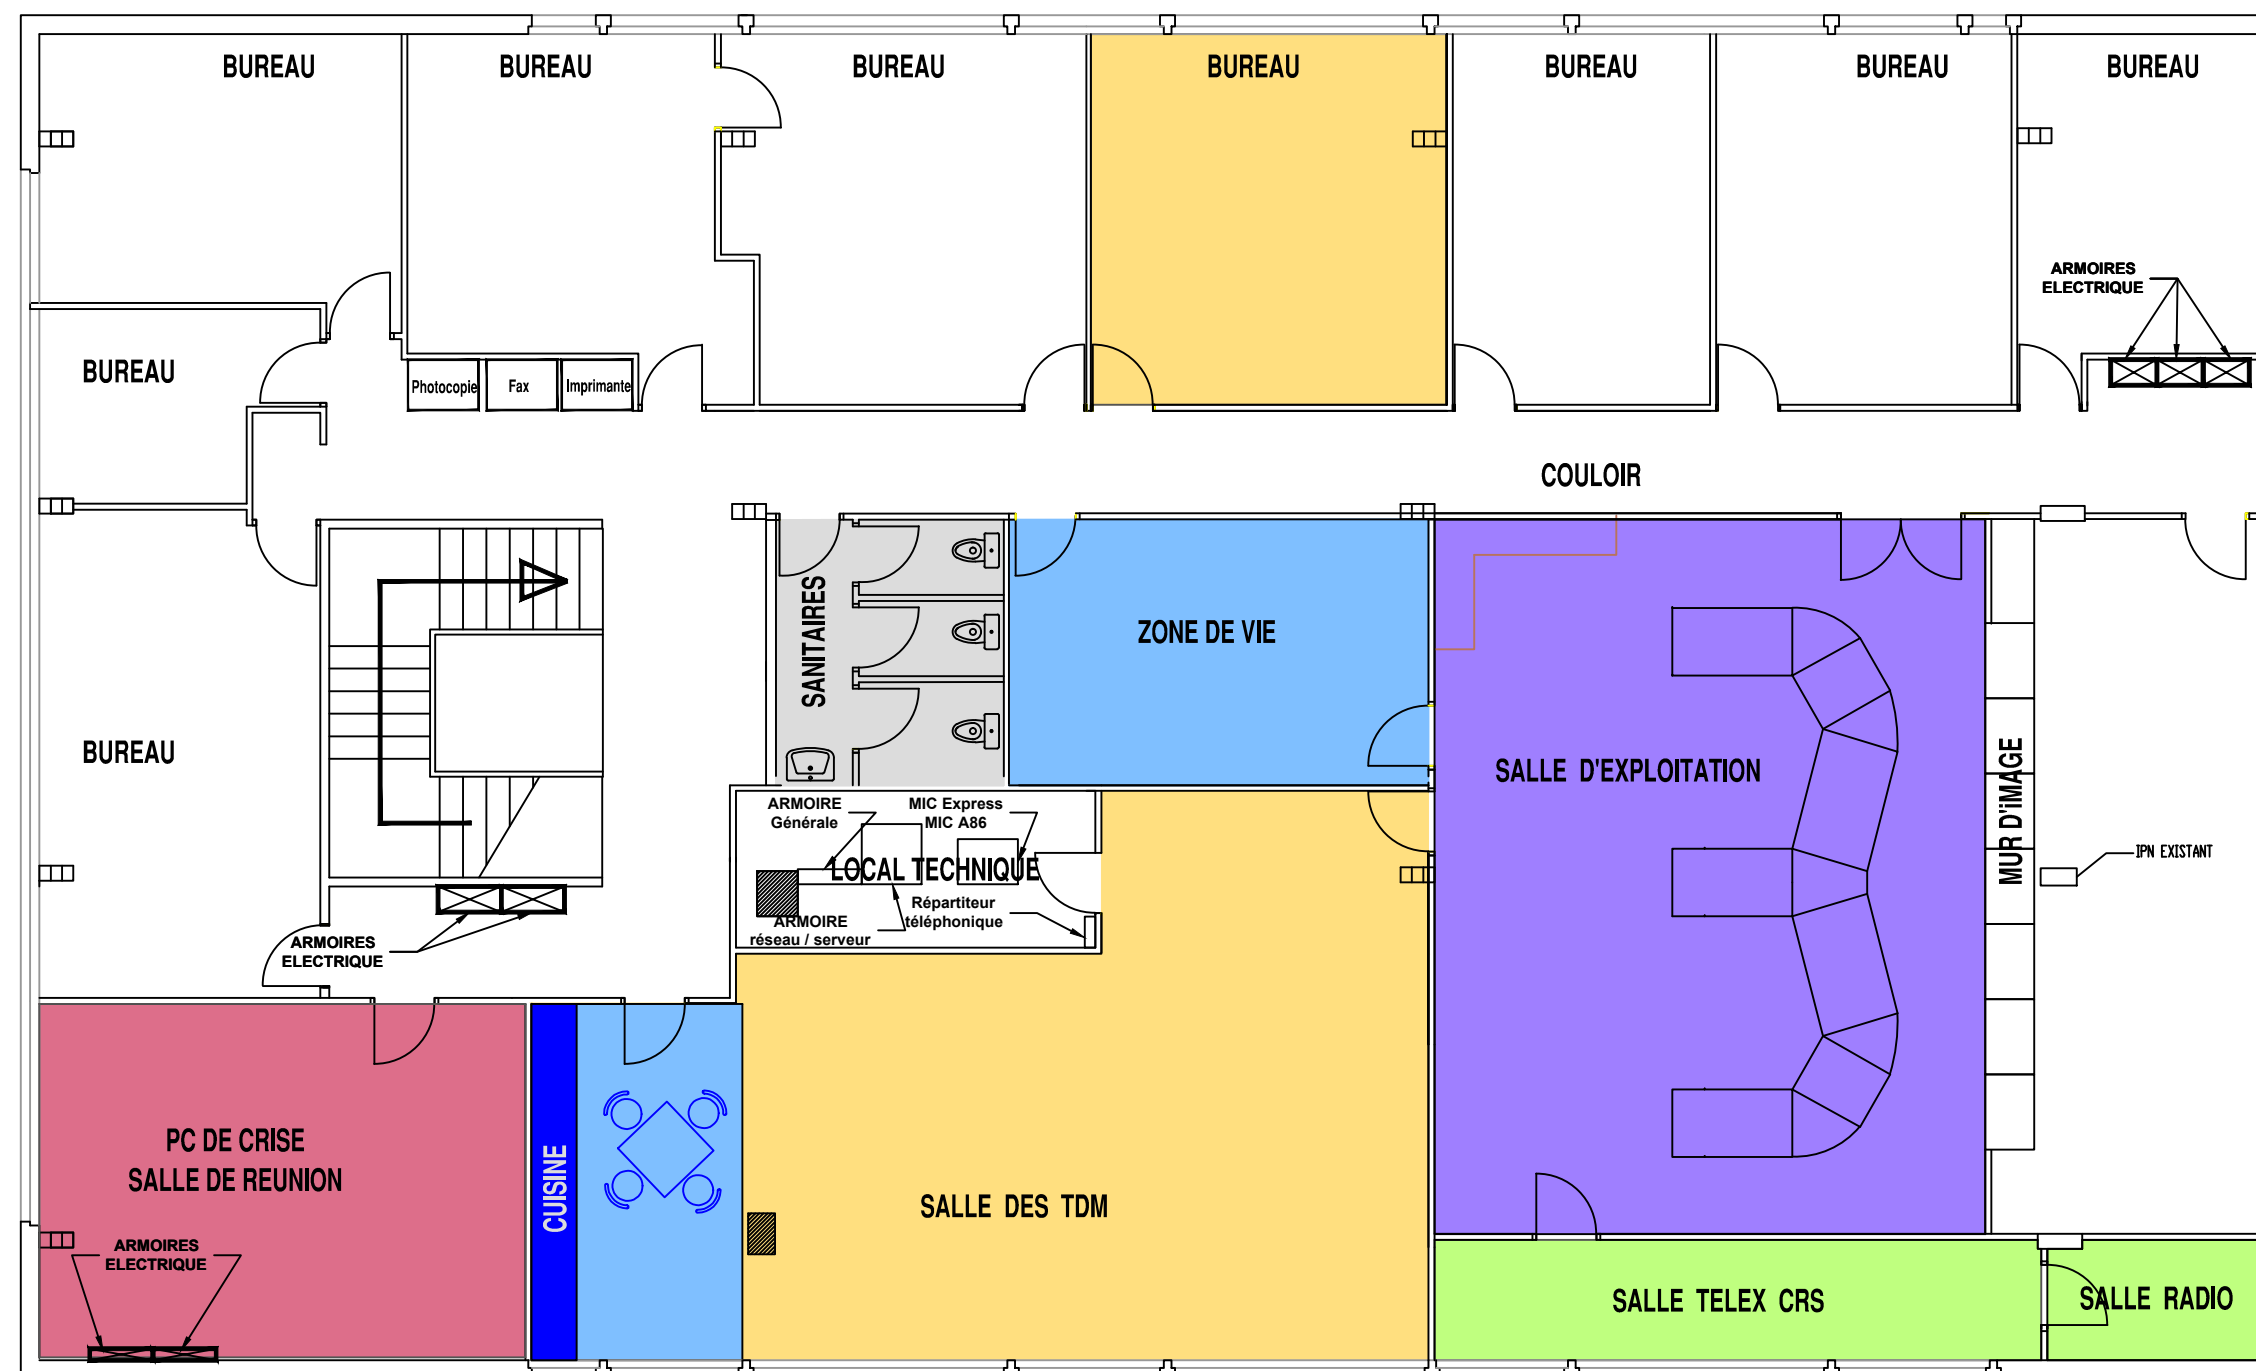 BUREAU
BUREAU
BUREAU
BUREAU
BUREAU
BUREAU
BUREAU
ARMOIRES
ELECTRIQUE
BUREAU
Photocopie
Fax
Imprimante
COULOIR
SANITAIRES
ZONE DE VIE
BUREAU
SALLE D'EXPLOITATION
MUR D'iMAGE
ARMOIRE
Générale
MIC Express
MIC A86
LOCAL TECHNIQUE
IPN EXISTANT
Répartiteur
téléphonique
ARMOIRE
réseau / serveur
ARMOIRES
ELECTRIQUE
PC DE CRISE
SALLE DE REUNION
CUISINE
SALLE DES TDM
ARMOIRES
ELECTRIQUE
SALLE TELEX CRS
SALLE RADIO